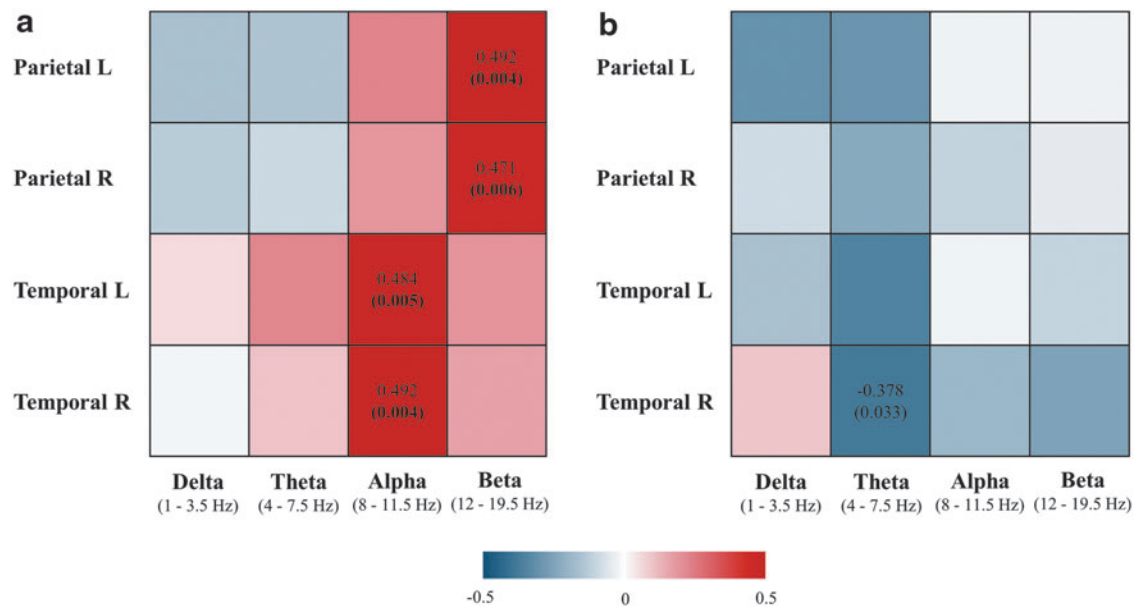 a
b
Parietal L
0.492
(0.004)
Parietal L
Parietal R
0.471
(0.006)
Parietal R
Temporal L
0.484
(0.005)
Temporal L
Temporal R
0.492
(0.004)
Temporal R
-0.378
(0.033)
Delta
Theta
Alpha
Beta
(1 - 3.5 Hz)
(4 - 7.5 Hz)
(8 - 11.5 Hz)
(12 - 19.5 Hz)
Delta
Theta
Alpha
Beta
(1 - 3.5 Hz)
(4 - 7.5 Hz)
(8 - 11.5 Hz)
(12 - 19.5 Hz)
-0.5
0
0.5